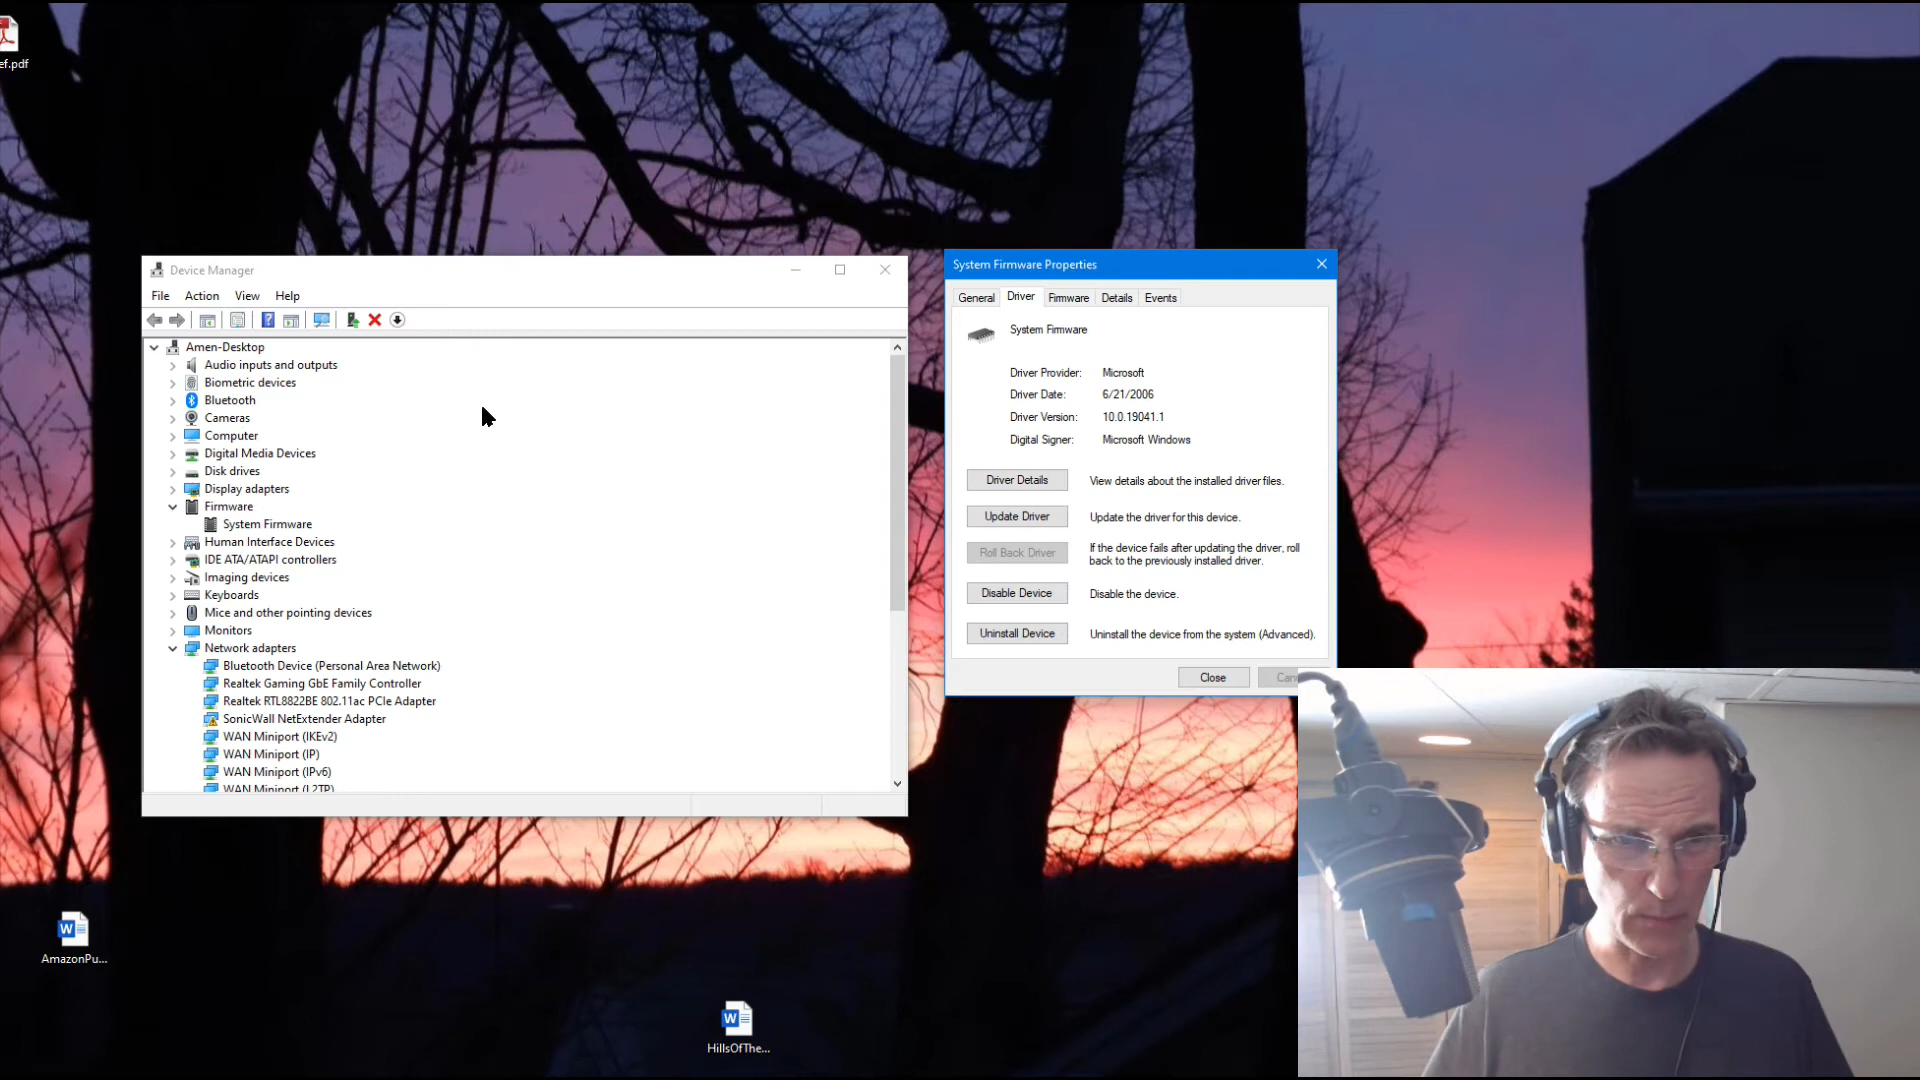 ef.pdf
Device Manager
File Action View Help
Amen-Desktop
Audio inputs and outputs
Biometric devices
Bluetooth
Cameras
Computer
Digital Media Devices
Disk drives
Display adapters
Firmware
System Firmware
Human Interface Devices
IDE ATA/ATAPI controllers
Imaging devices
Keyboards
Mice and other pointing devices
Monitors
Network adapters
Bluetooth Device (Personal Area Network)
Realtek Gaming GbE Family Controller
Realtek RTL8822BE 802.11ac PCIe Adapter
SonicWall NetExtender Adapter
WAN Miniport (IKEv2)
WAN Miniport (IP)
WAN Miniport (IPv6)
WAN Miniport (L2TP)
System Firmware Properties
General Driver Firmware Details Events
System Firmware
Driver Provider: Microsoft
Driver Date: 6/21/2006
Driver Version: 10.0.19041.1
Digital Signer: Microsoft Windows
Driver Details View details about the installed driver files.
Update Driver Update the driver for this device.
Roll Back Driver If the device fails after updating the driver, roll
back to the previously installed driver.
Disable Device Disable the device.
Uninstall Device Uninstall the device from the system (Advanced).
Close Can
W
AmazonPu...
W
HillsOfThe...